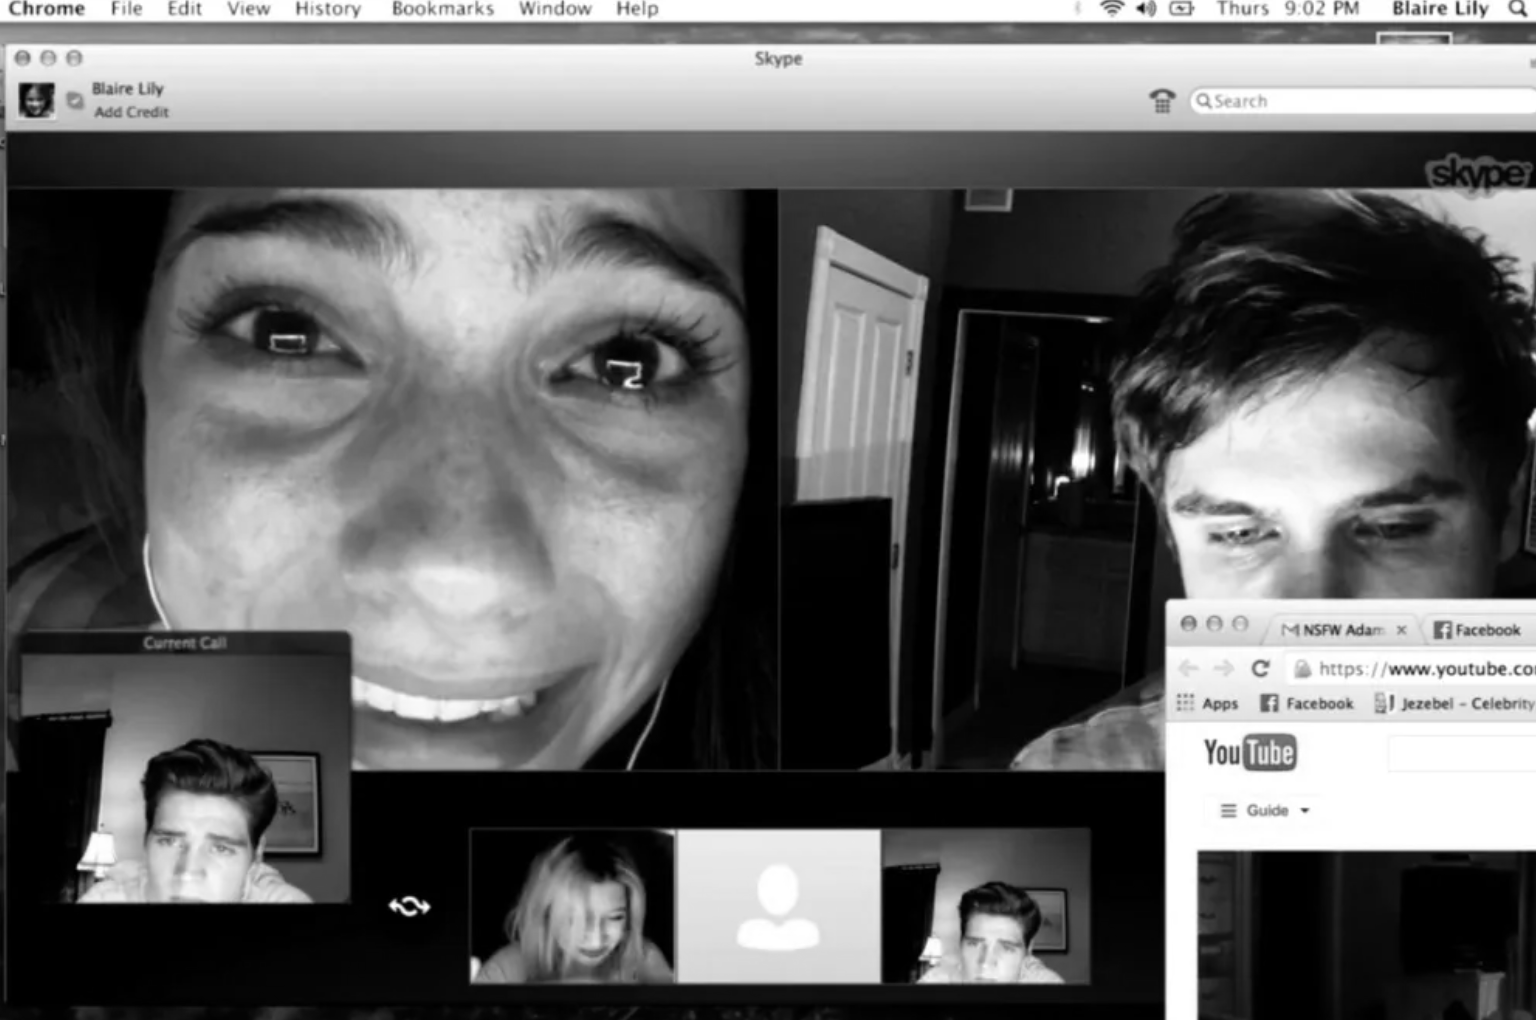 Chrome File Edit View History Bookmarks Window Help Thurs 9:02 PM Blaire Lily
Skype
Blaire Lily
Add Credit
Search
skype
Current Call
NSFW Adam Facebook
https://www.youtube.co
Apps Facebook Jezebel - Celebrity
YouTube
Guide